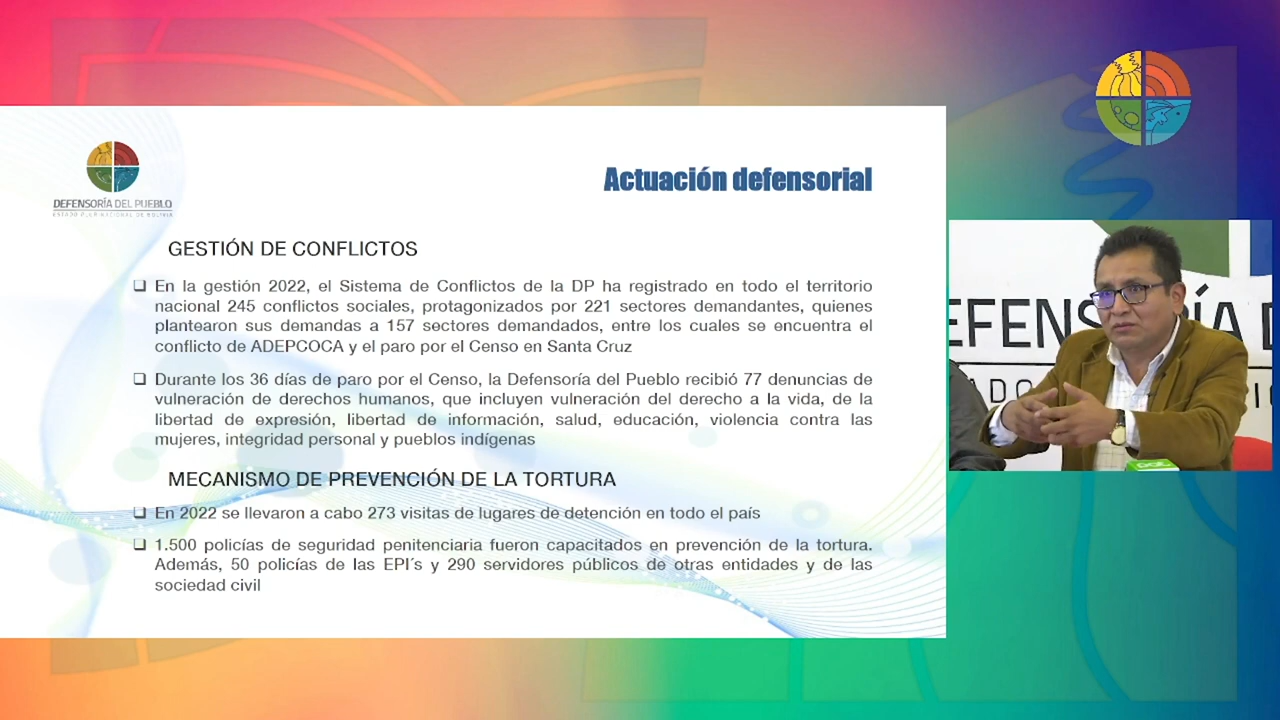 Actuación defensorial
DEFENSORÍA DEL PUEBLO
ESTADO PLURINACIONAL DE BOLIVIA
GESTIÓN DE CONFLICTOS
❑ En la gestión 2022, el Sistema de Conflictos de la DP ha registrado en todo el territorio
nacional 245 conflictos sociales, protagonizados por 221 sectores demandantes, quienes
plantearon sus demandas a 157 sectores demandados, entre los cuales se encuentra el
conflicto de ADEPCOCA y el paro por el Censo en Santa Cruz
❑ Durante los 36 días de paro por el Censo, la Defensoría del Pueblo recibió 77 denuncias de
vulneración de derechos humanos, que incluyen vulneración del derecho a la vida, de la
libertad de expresión, libertad de información, salud, educación, violencia contra las
mujeres, integridad personal y pueblos indígenas
MECANISMO DE PREVENCIÓN DE LA TORTURA
❑ En 2022 se llevaron a cabo 273 visitas de lugares de detención en todo el país
❑ 1.500 policías de seguridad penitenciaria fueron capacitados en prevención de la tortura.
Además, 50 policías de las EPI´s y 290 servidores públicos de otras entidades y de las
sociedad civil
EFENS RÍA D
ADO